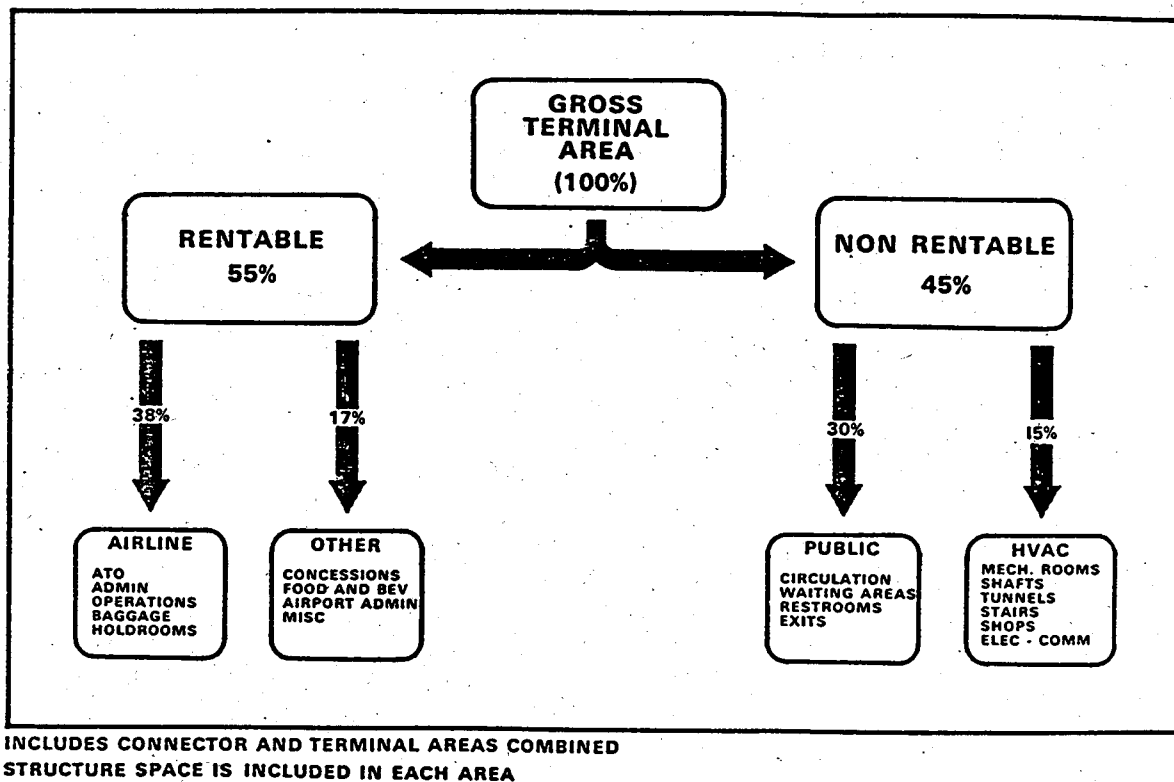 GROSS
TERMINAL
AREA
(100%)
RENTABLE
55%
NON RENTABLE
45%
38%
17%
30%
15%
AIRLINE
ATO
ADMIN
OPERATIONS
BAGGAGE
HOLDROOMS
OTHER
CONCESSIONS
FOOD AND BEV
AIRPORT ADMIN
MISC
PUBLIC
CIRCULATION
WAITING AREAS
RESTROOMS
EXITS
HVAC
MECH. ROOMS
SHAFTS
TUNNELS
STAIRS
SHOPS
ELEC - COMM
INCLUDES CONNECTOR AND TERMINAL AREAS COMBINED
STRUCTURE SPACE IS INCLUDED IN EACH AREA